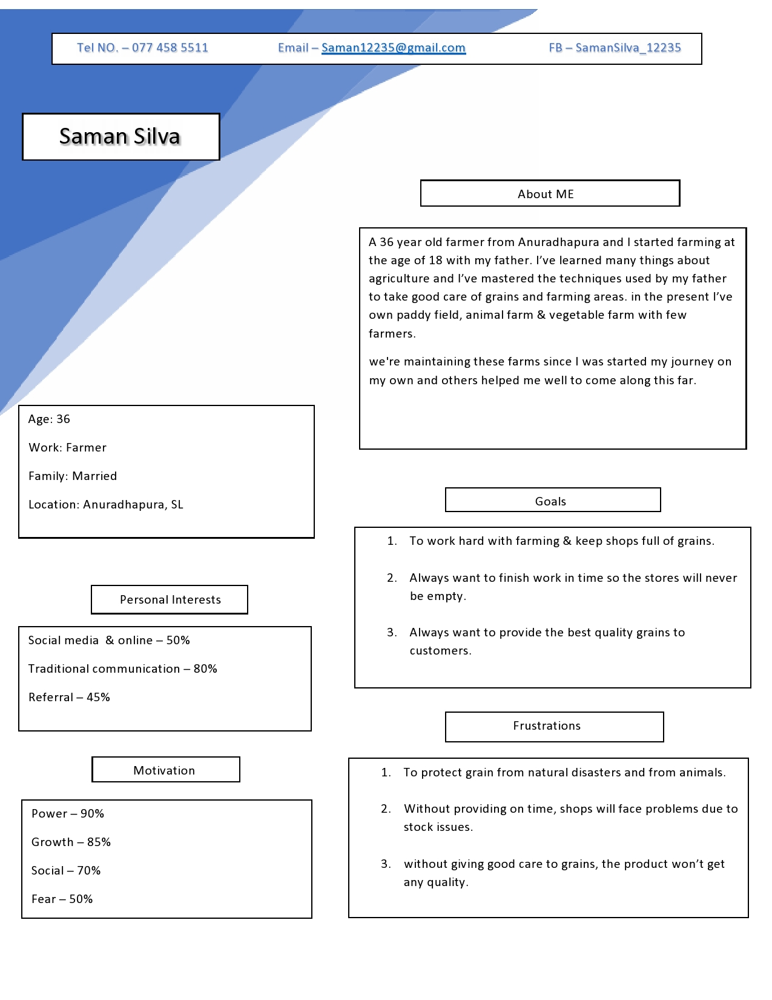 Tel NO. – 077 458 5511 Email – Saman12235@gmail.com FB – SamanSilva_12235
Saman Silva
Age: 36
Work: Farmer
Family: Married
Location: Anuradhapura, SL
Personal Interests
Social media  & online – 50%
Traditional communication – 80%
Referral – 45%
Motivation
Power – 90%
Growth – 85%
Social – 70%
Fear – 50%
About ME
A 36 year old farmer from Anuradhapura and I started farming at
the age of 18 with my father. I’ve learned many things about
agriculture and I’ve mastered the techniques used by my father
to take good care of grains and farming areas. in the present I’ve
own paddy field, animal farm & vegetable farm with few
farmers.
we're maintaining these farms since I was started my journey on
my own and others helped me well to come along this far.
Goals
1. To work hard with farming & keep shops full of grains.
2. Always want to finish work in time so the stores will never
be empty.
3. Always want to provide the best quality grains to
customers.
Frustrations
1. To protect grain from natural disasters and from animals.
2. Without providing on time, shops will face problems due to
stock issues.
3. without giving good care to grains, the product won’t get
any quality.